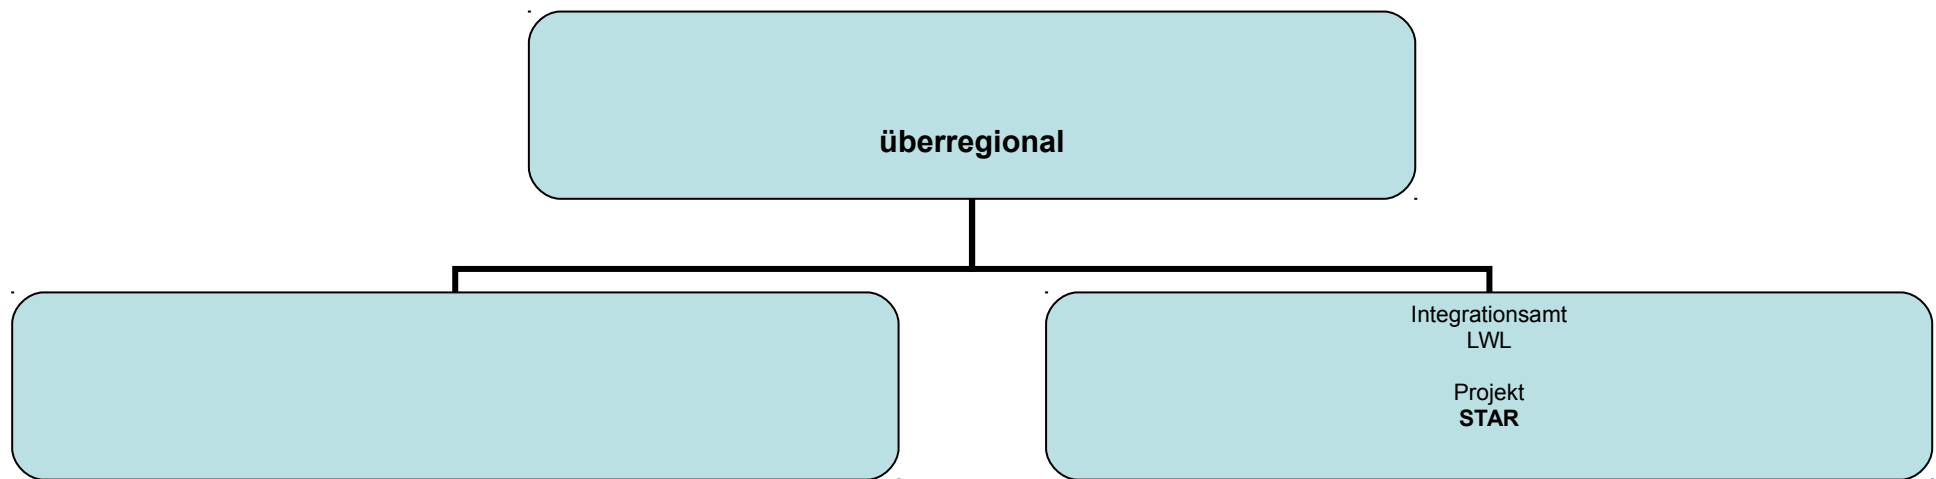 überregional
Integrationsamt
LWL
Projekt
STAR